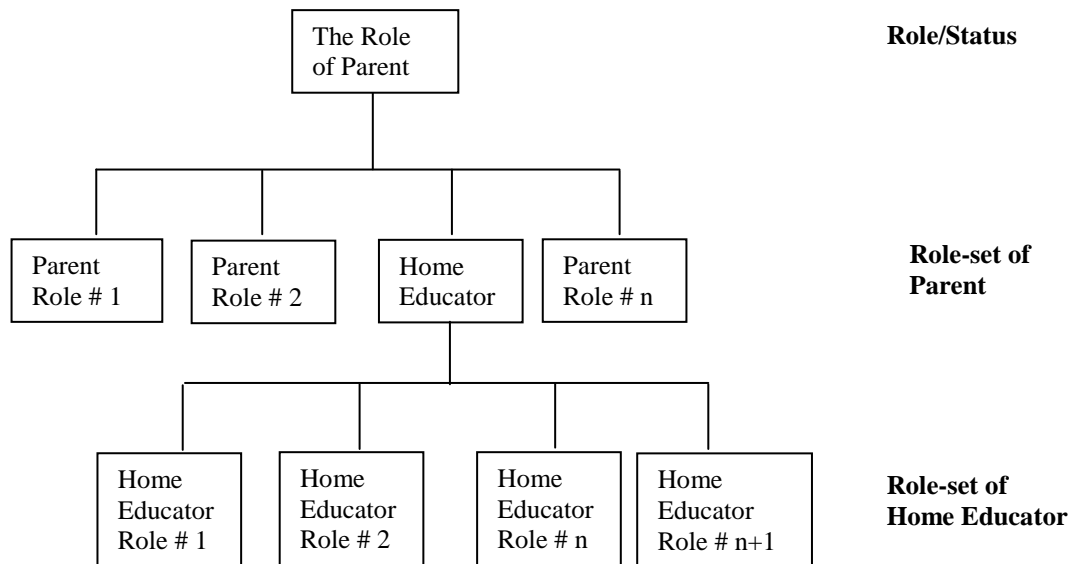 The Role
of Parent
Role/Status
Parent
Role # 1
Parent
Role # 2
Home
Educator
Parent
Role # n
Role-set of
Parent
Home
Educator
Role # 1
Home
Educator
Role # 2
Home
Educator
Role # n
Home
Educator
Role # n+1
Role-set of
Home Educator